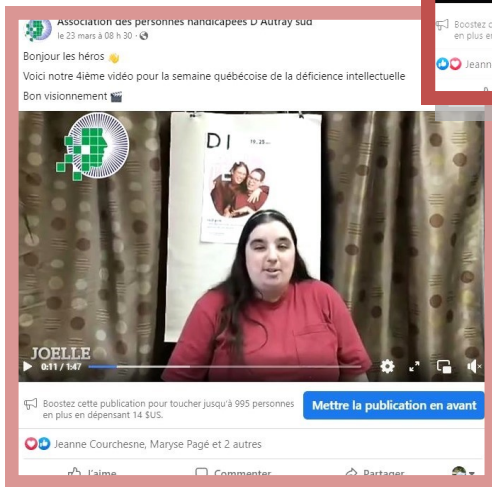 Association des personnes handicapées D'Autray sud
le 23 mars à 08 h 30
Bonjour les héros
Voici notre 4ième vidéo pour la semaine québécoise de la déficience intellectuelle
Bon visionnement
DI
JOELLE
0:11 / 1:47
Boostez cette publication pour toucher jusqu'à 995 personnes
en plus en dépensant 14 $US.
Mettre la publication en avant
Jeanne Courchesne, Maryse Pagé et 2 autres
J'aime
Commenter
Partager
Boostez
en plus
Jeann